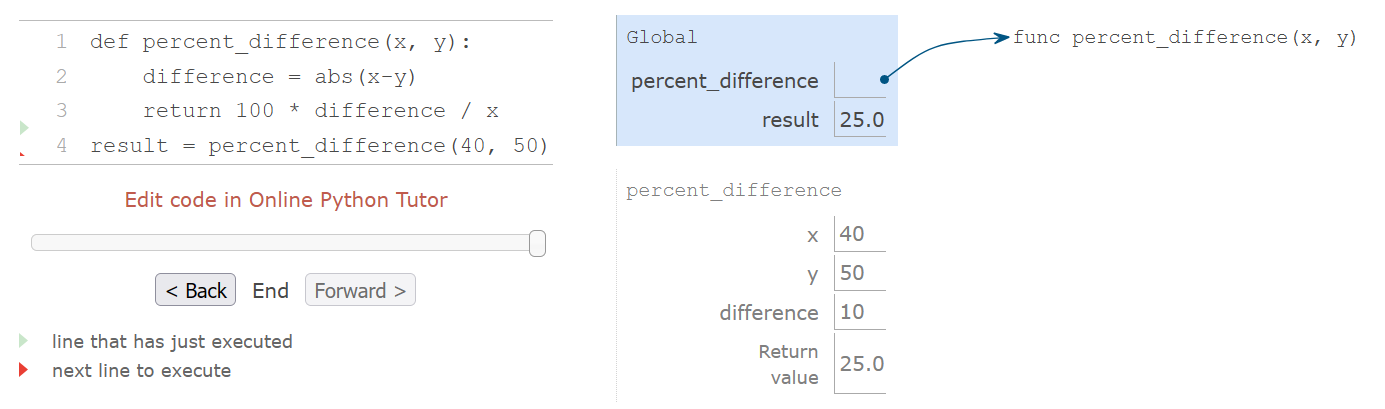 1 def percent_difference(x, y):
2     difference = abs(x-y)
3     return 100 * difference / x
4 result = percent_difference(40, 50)
Edit code in Online Python Tutor
< Back End Forward >
line that has just executed
next line to execute
Global
percent_difference
result 25.0
func percent_difference(x, y)
percent_difference
x 40
y 50
difference 10
Return
value 25.0